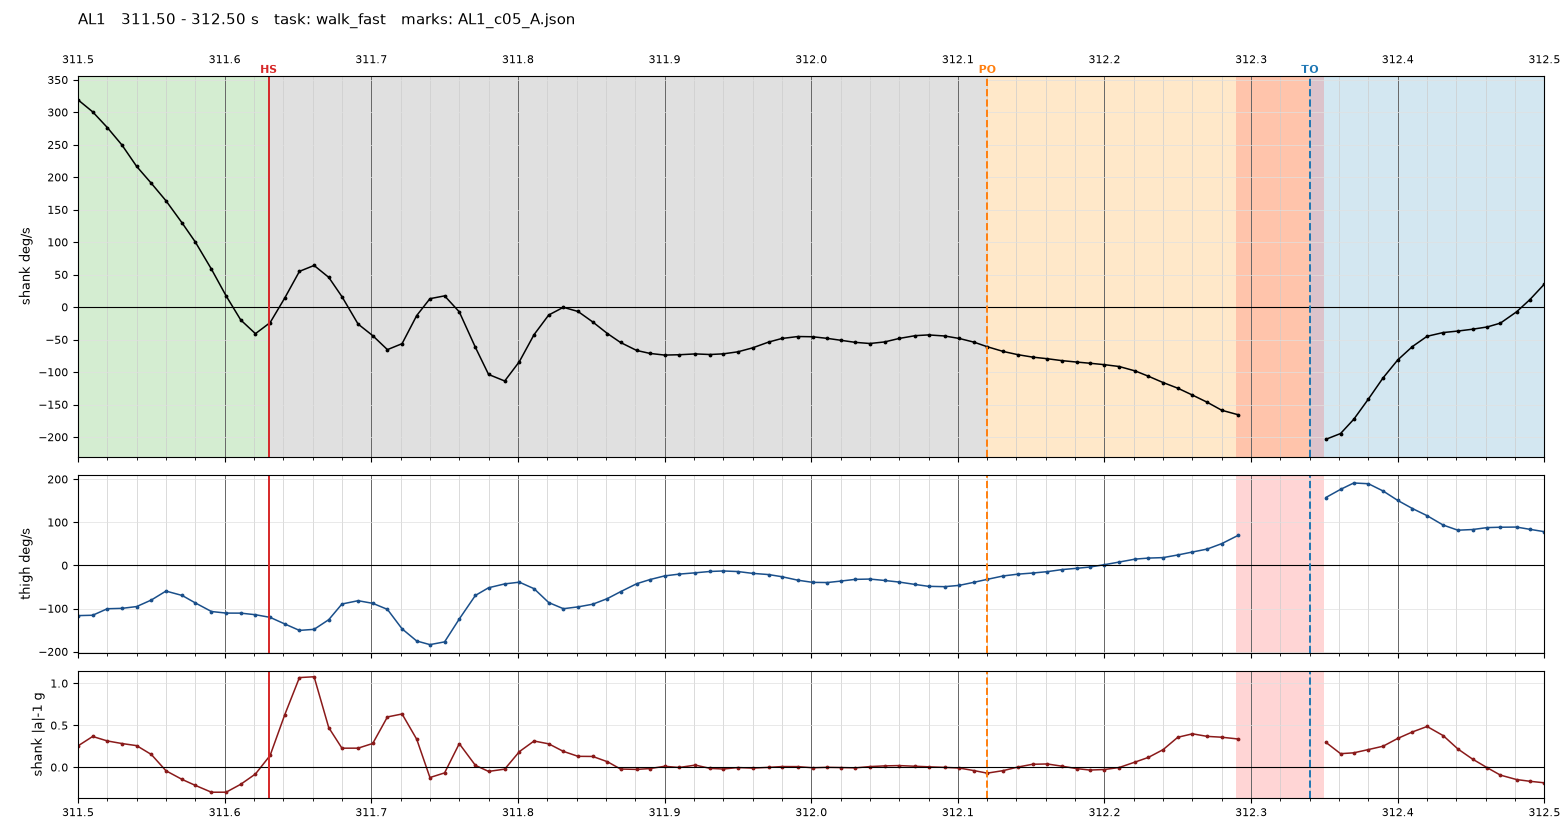 AL1   311.50 - 312.50 s   task: walk_fast   marks: AL1_c05_A.json
311.5 311.6 311.7 311.8 311.9 312.0 312.1 312.2 312.3 312.4 312.5
HS PO TO
350
300
250
200
150
100
50
0
−50
−100
−150
−200
shank deg/s
200
100
0
−100
−200
thigh deg/s
1.0
0.5
0.0
shank |a|-1 g
311.5 311.6 311.7 311.8 311.9 312.0 312.1 312.2 312.3 312.4 312.5